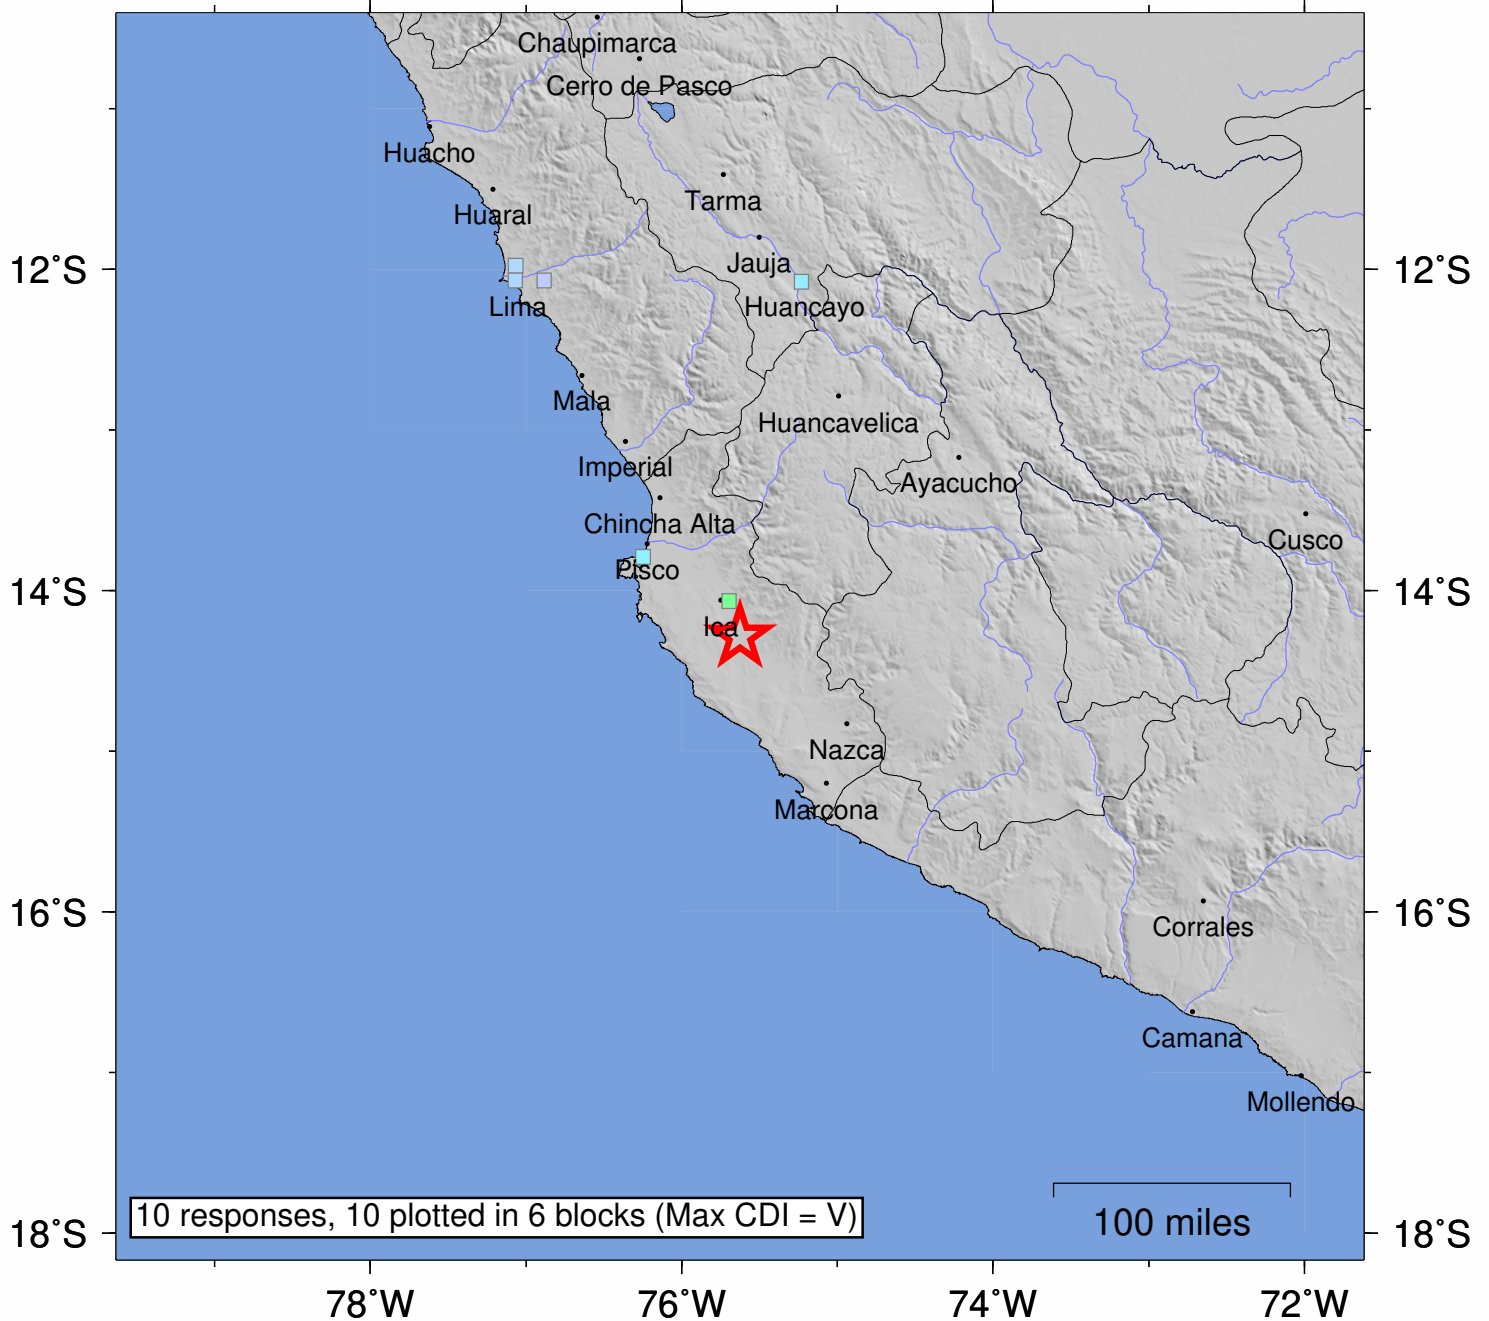 Chaupimarca
Cerro de Pasco
Huacho
Tarma
Huaral
Jauja
12°S
12°S
Huancayo
Lima
Mala
Huancavelica
Imperial
Ayacucho
Chincha Alta
Cusco
Pisco
14°S
14°S
Ica
Nazca
Marcona
16°S
16°S
Corrales
Camana
Mollendo
10 responses, 10 plotted in 6 blocks (Max CDI = V)
100 miles
18°S
18°S
78°W
76°W
74°W
72°W